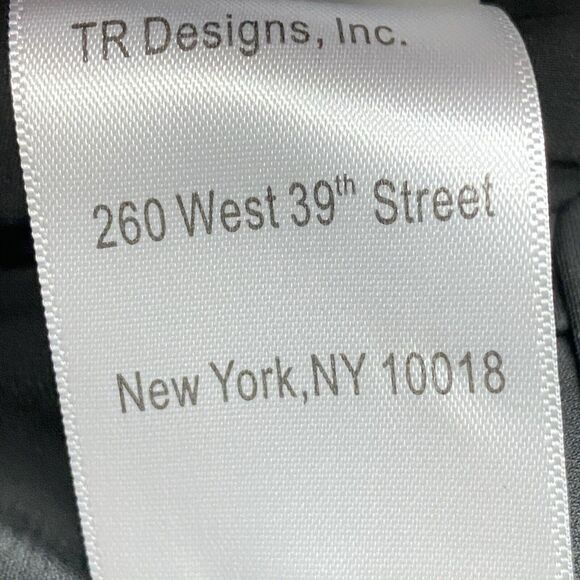 TR Designs, Inc.
260 West 39th Street
New York,NY 10018